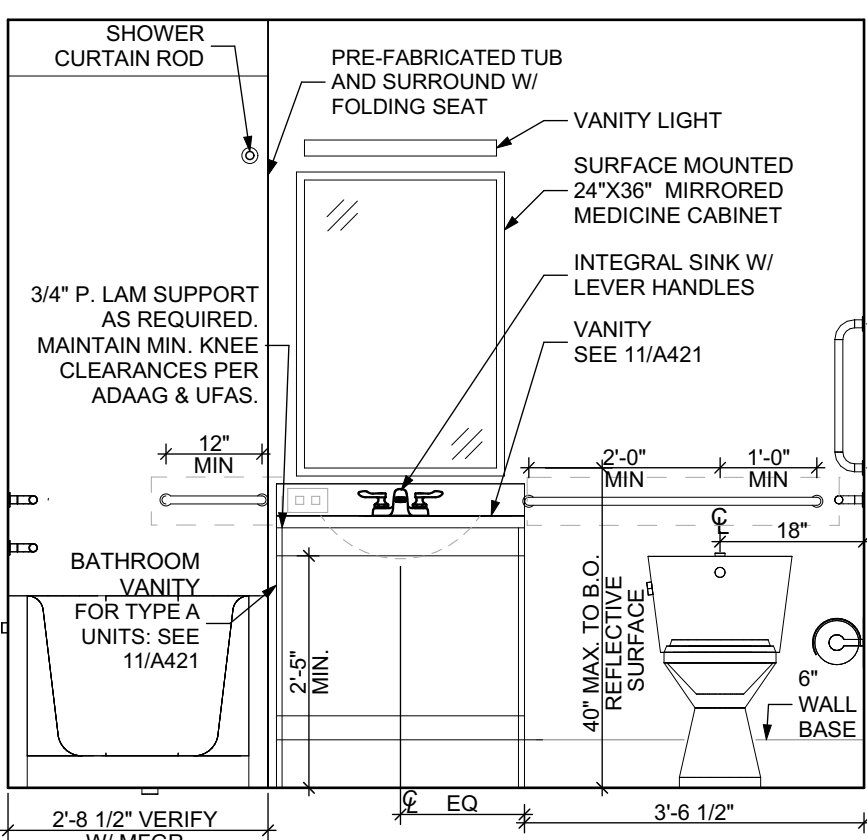 SHOWER
CURTAIN ROD
PRE-FABRICATED TUB
AND SURROUND W/
FOLDING SEAT
VANITY LIGHT
SURFACE MOUNTED
24"X36" MIRRORED
MEDICINE CABINET
INTEGRAL SINK W/
LEVER HANDLES
3/4" P. LAM SUPPORT
AS REQUIRED.
MAINTAIN MIN. KNEE
CLEARANCES PER
ADAAG & UFAS.
VANITY
SEE 11/A421
12"
MIN
2'-0"
MIN
1'-0"
MIN
CL
18"
BATHROOM
VANITY
FOR TYPE A
UNITS: SEE
11/A421
2'-5"
MIN.
40" MAX. TO B.O.
REFLECTIVE
SURFACE
6"
WALL
BASE
2'-8 1/2" VERIFY
W/ MFGR
CL
EQ
3'-6 1/2"